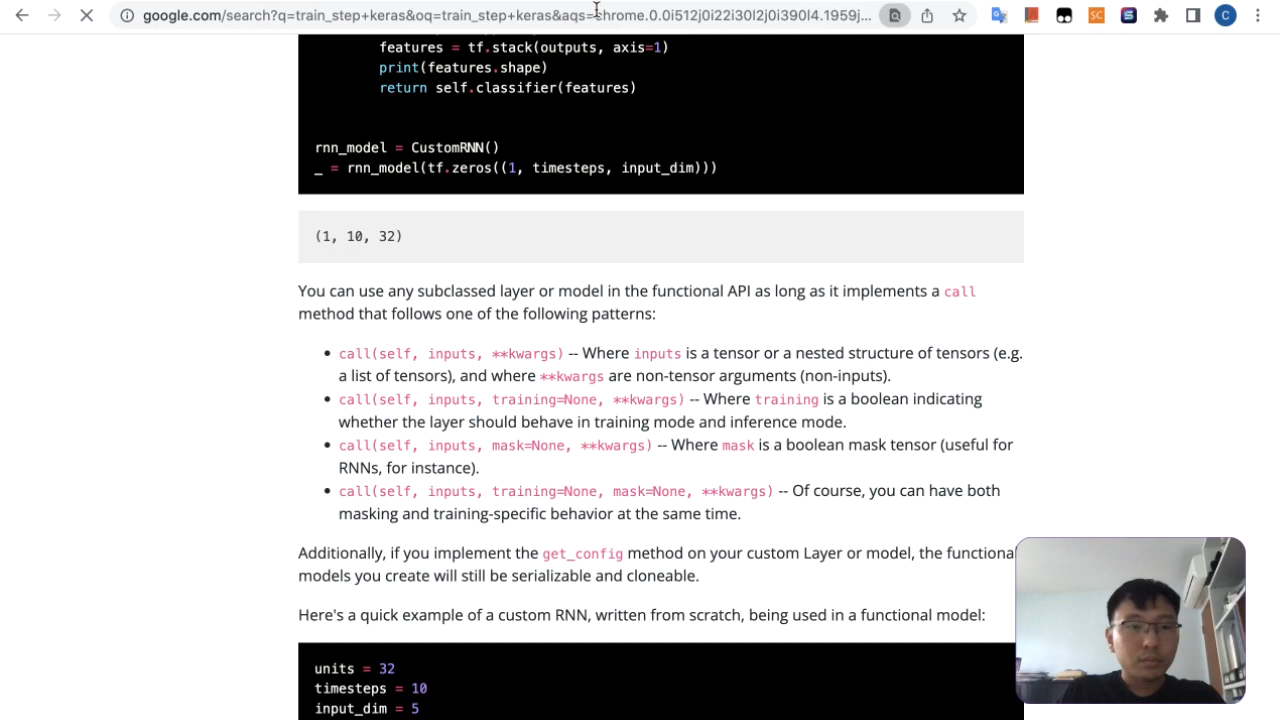 google.com/search?q=train_step+keras&oq=train_step+keras&aqs=chrome.0.0i512j0i22i30l2j0i390l4.1959j...
SC
S
C
features = tf.stack(outputs, axis=1)
print(features.shape)
return self.classifier(features)
rnn_model = CustomRNN()
_ = rnn_model(tf.zeros((1, timesteps, input_dim)))
(1, 10, 32)
You can use any subclassed layer or model in the functional API as long as it implements a call
method that follows one of the following patterns:
• call(self, inputs, **kwargs) -- Where inputs is a tensor or a nested structure of tensors (e.g.
a list of tensors), and where **kwargs are non-tensor arguments (non-inputs).
• call(self, inputs, training=None, **kwargs) -- Where training is a boolean indicating
whether the layer should behave in training mode and inference mode.
• call(self, inputs, mask=None, **kwargs) -- Where mask is a boolean mask tensor (useful for
RNNs, for instance).
• call(self, inputs, training=None, mask=None, **kwargs) -- Of course, you can have both
masking and training-specific behavior at the same time.
Additionally, if you implement the get_config method on your custom Layer or model, the functiona
models you create will still be serializable and cloneable.
Here's a quick example of a custom RNN, written from scratch, being used in a functional model:
units = 32
timesteps = 10
input_dim = 5